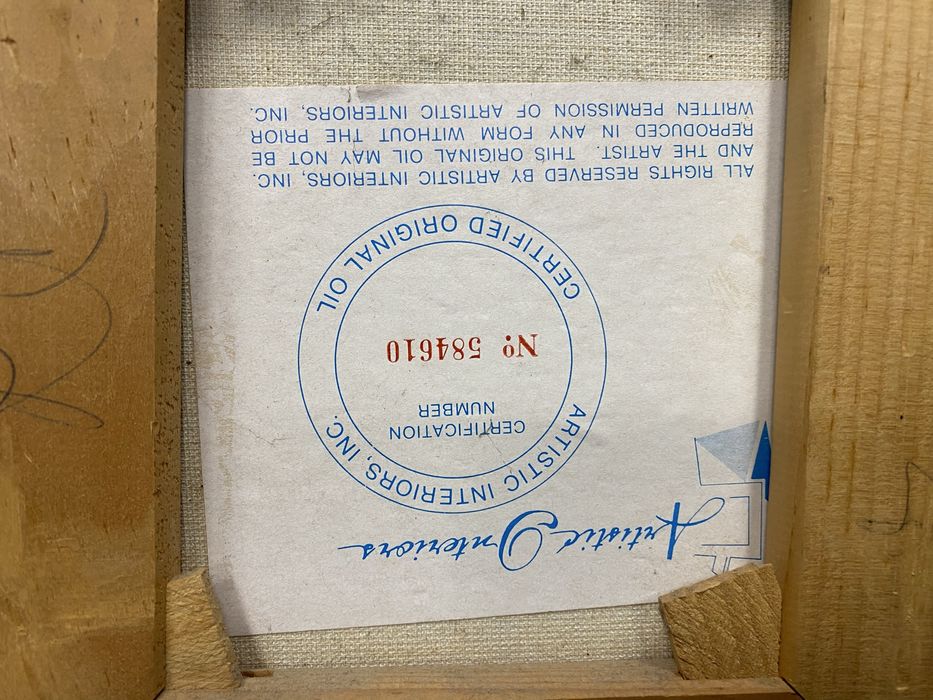 Artistic Interiors
ARTISTIC INTERIORS, INC.
CERTIFICATION
NUMBER
Nº 584610
CERTIFIED ORIGINAL OIL
ALL RIGHTS RESERVED BY ARTISTIC INTERIORS, INC.
AND THE ARTIST. THIS ORIGINAL OIL MAY NOT BE
REPRODUCED IN ANY FORM WITHOUT THE PRIOR
WRITTEN PERMISSION OF ARTISTIC INTERIORS, INC.